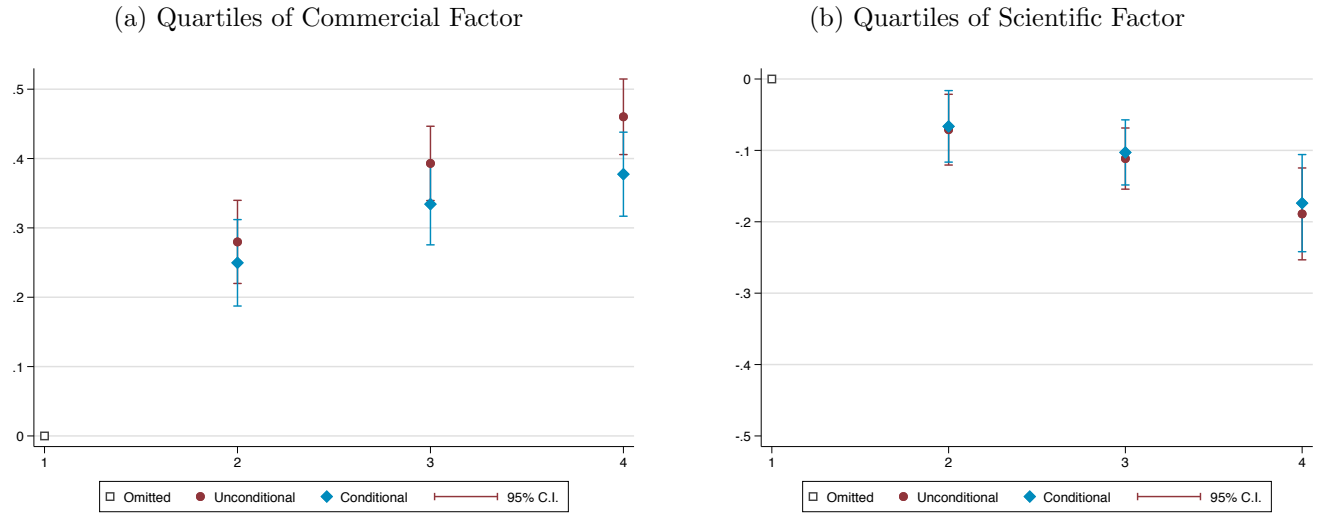 (a) Quartiles of Commercial Factor
.5
.4
.3
.2
.1
0
1 2 3 4
Omitted Unconditional Conditional 95% C.I.
(b) Quartiles of Scientific Factor
0
-.1
-.2
-.3
-.4
-.5
1 2 3 4
Omitted Unconditional Conditional 95% C.I.